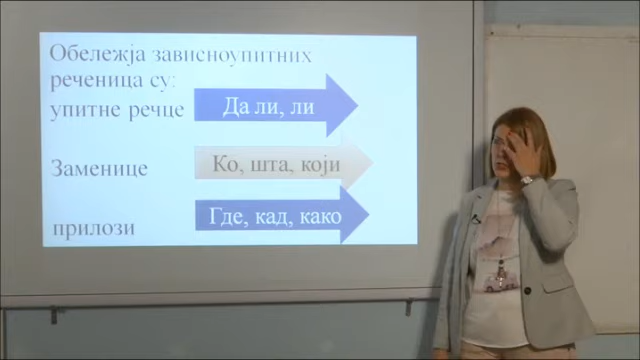 Обележја зависноупитних
реченица су:
упитне речце
Да ли, ли
Заменице
Ко, шта, који
прилози
Где, кад, како